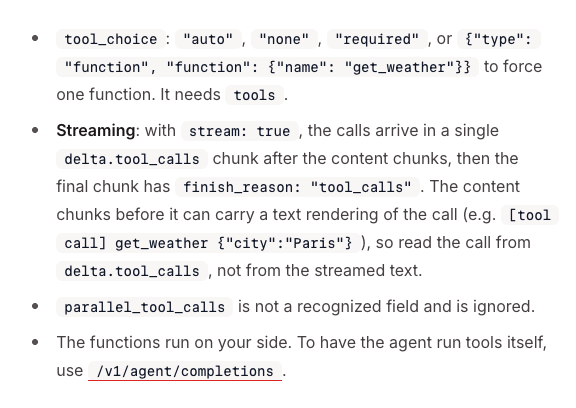 • tool_choice : "auto" , "none" , "required" , or {"type":
"function", "function": {"name": "get_weather"}} to force
one function. It needs tools .
• Streaming: with stream: true , the calls arrive in a single
delta.tool_calls chunk after the content chunks, then the
final chunk has finish_reason: "tool_calls" . The content
chunks before it can carry a text rendering of the call (e.g. [tool
call] get_weather {"city":"Paris"} ), so read the call from
delta.tool_calls , not from the streamed text.
• parallel_tool_calls is not a recognized field and is ignored.
• The functions run on your side. To have the agent run tools itself,
use /v1/agent/completions .